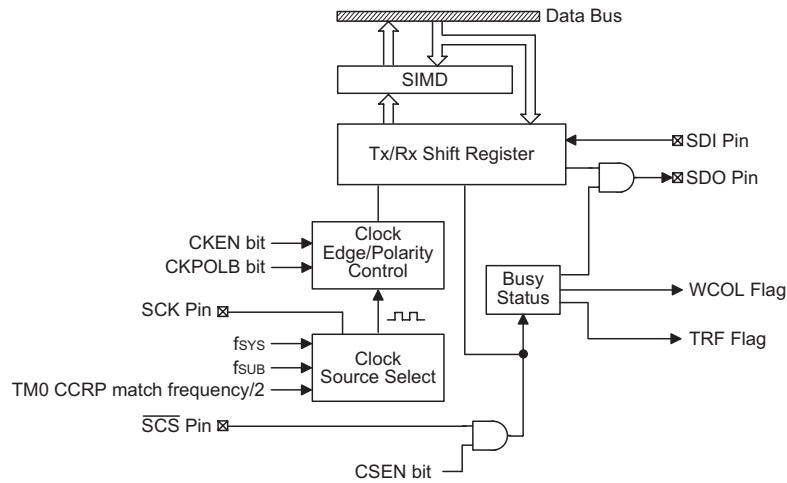 Data Bus
SIMD
Tx/Rx Shift Register
SDI Pin
SDO Pin
CKEN bit
CKPOLB bit
Clock
Edge/Polarity
Control
Busy
Status
WCOL Flag
TRF Flag
SCK Pin
fSYS
fSUB
TM0 CCRP match frequency/2
Clock
Source Select
SCS Pin
CSEN bit